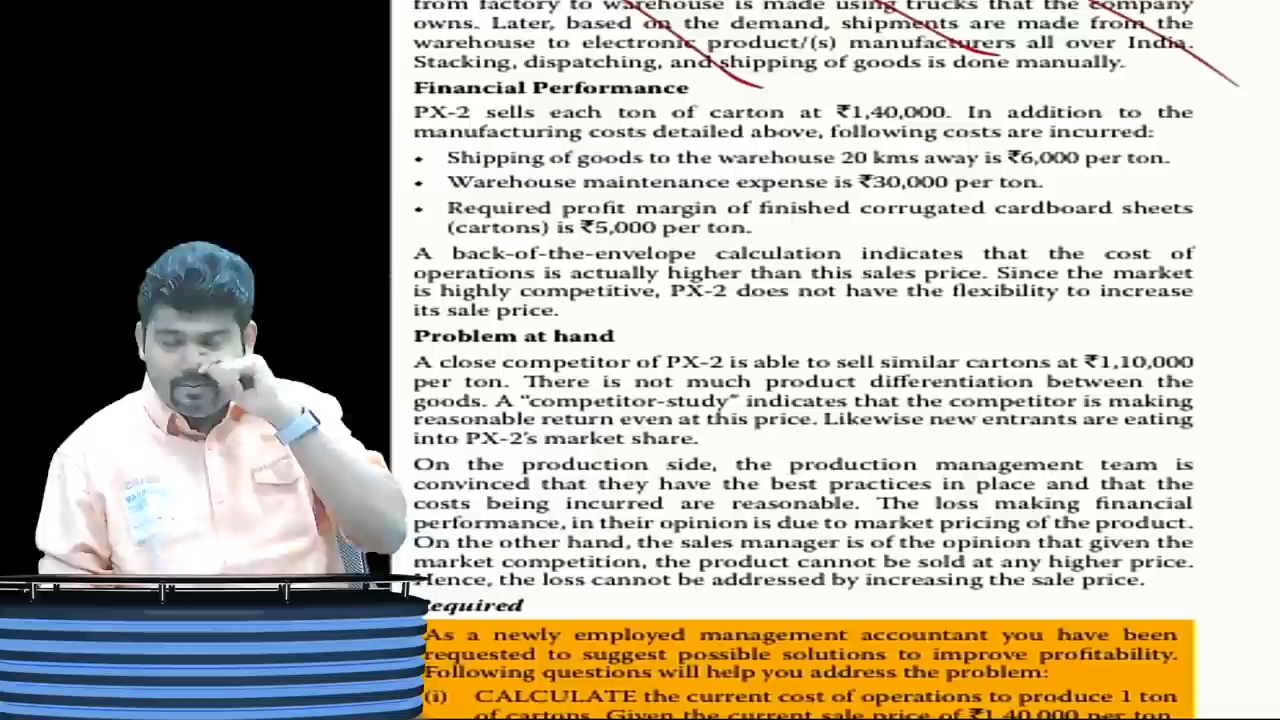 from factory to warehouse is made using trucks that the company
owns. Later, based on the demand, shipments are made from the
warehouse to electronic product/(s) manufacturers all over India.
Stacking, dispatching, and shipping of goods is done manually.
Financial Performance
PX-2 sells each ton of carton at ₹1,40,000. In addition to the
manufacturing costs detailed above, following costs are incurred:
• Shipping of goods to the warehouse 20 kms away is ₹6,000 per ton.
• Warehouse maintenance expense is ₹30,000 per ton.
• Required profit margin of finished corrugated cardboard sheets
(cartons) is ₹5,000 per ton.
A back-of-the-envelope calculation indicates that the cost of
operations is actually higher than this sales price. Since the market
is highly competitive, PX-2 does not have the flexibility to increase
its sale price.
Problem at hand
A close competitor of PX-2 is able to sell similar cartons at ₹1,10,000
per ton. There is not much product differentiation between the
goods. A “competitor-study” indicates that the competitor is making
reasonable return even at this price. Likewise new entrants are eating
into PX-2’s market share.
On the production side, the production management team is
convinced that they have the best practices in place and that the
costs being incurred are reasonable. The loss making financial
performance, in their opinion is due to market pricing of the product.
On the other hand, the sales manager is of the opinion that given the
market competition, the product cannot be sold at any higher price.
Hence, the loss cannot be addressed by increasing the sale price.
Required
As a newly employed management accountant you have been
requested to suggest possible solutions to improve profitability.
Following questions will help you address the problem:
(i) CALCULATE the current cost of operations to produce 1 ton
of cartons. Given the current sale price of ₹1,40,000